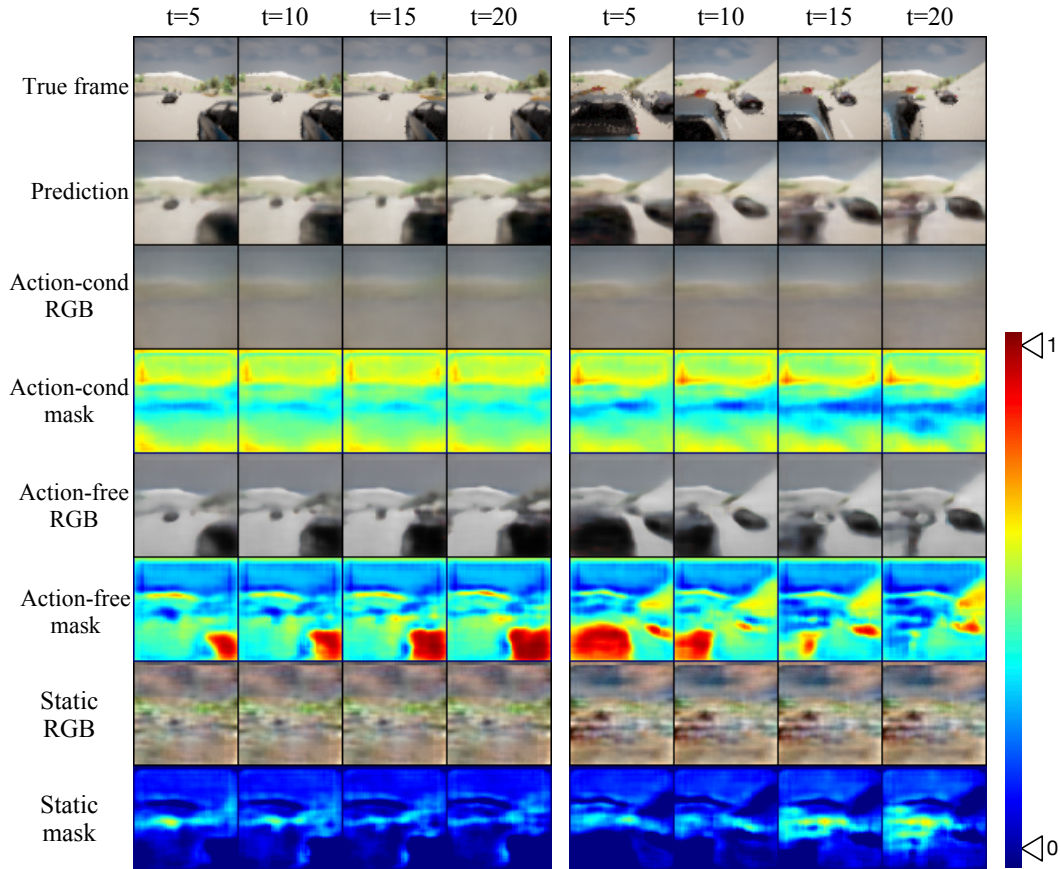 t=5 t=10 t=15 t=20 t=5 t=10 t=15 t=20
True frame
Prediction
Action-cond
RGB
1
Action-cond
mask
Action-free
RGB
Action-free
mask
Static
RGB
Static
mask
0